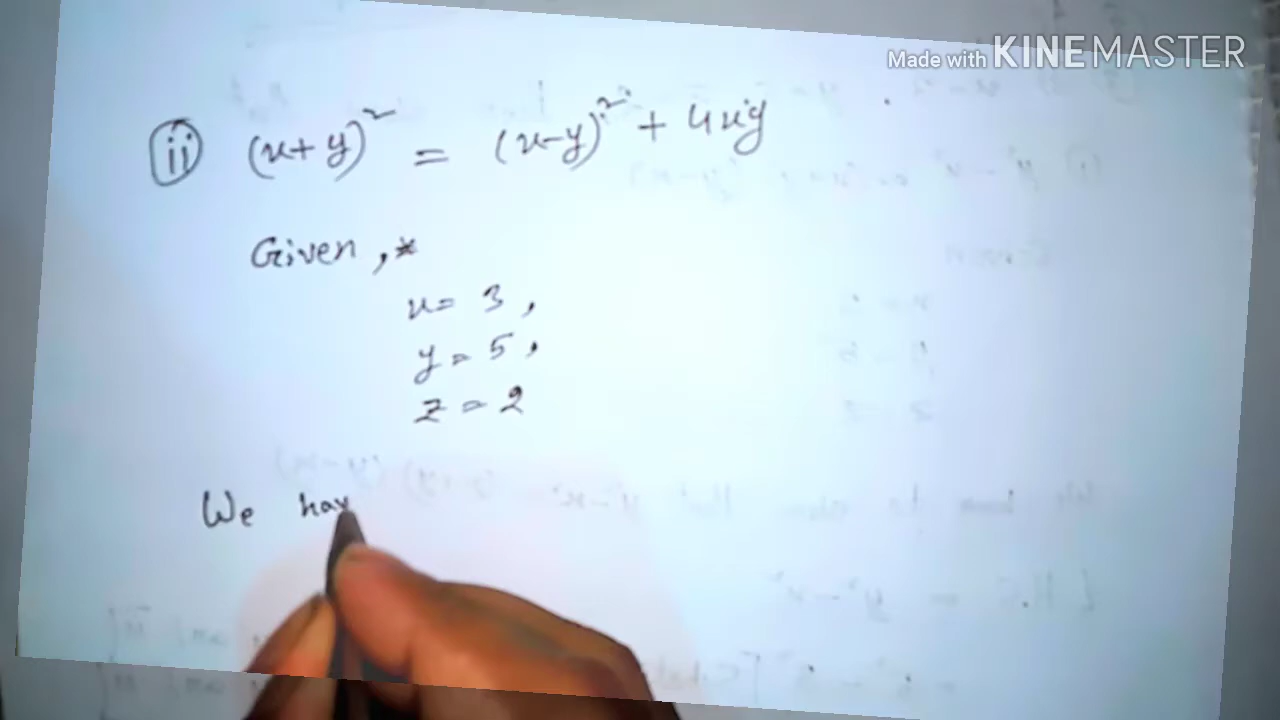 Made with KINEMASTER
ii (x+y)² = (x-y)² + 4xy
Given,
x= 3,
y = 5,
z = 2
We hav